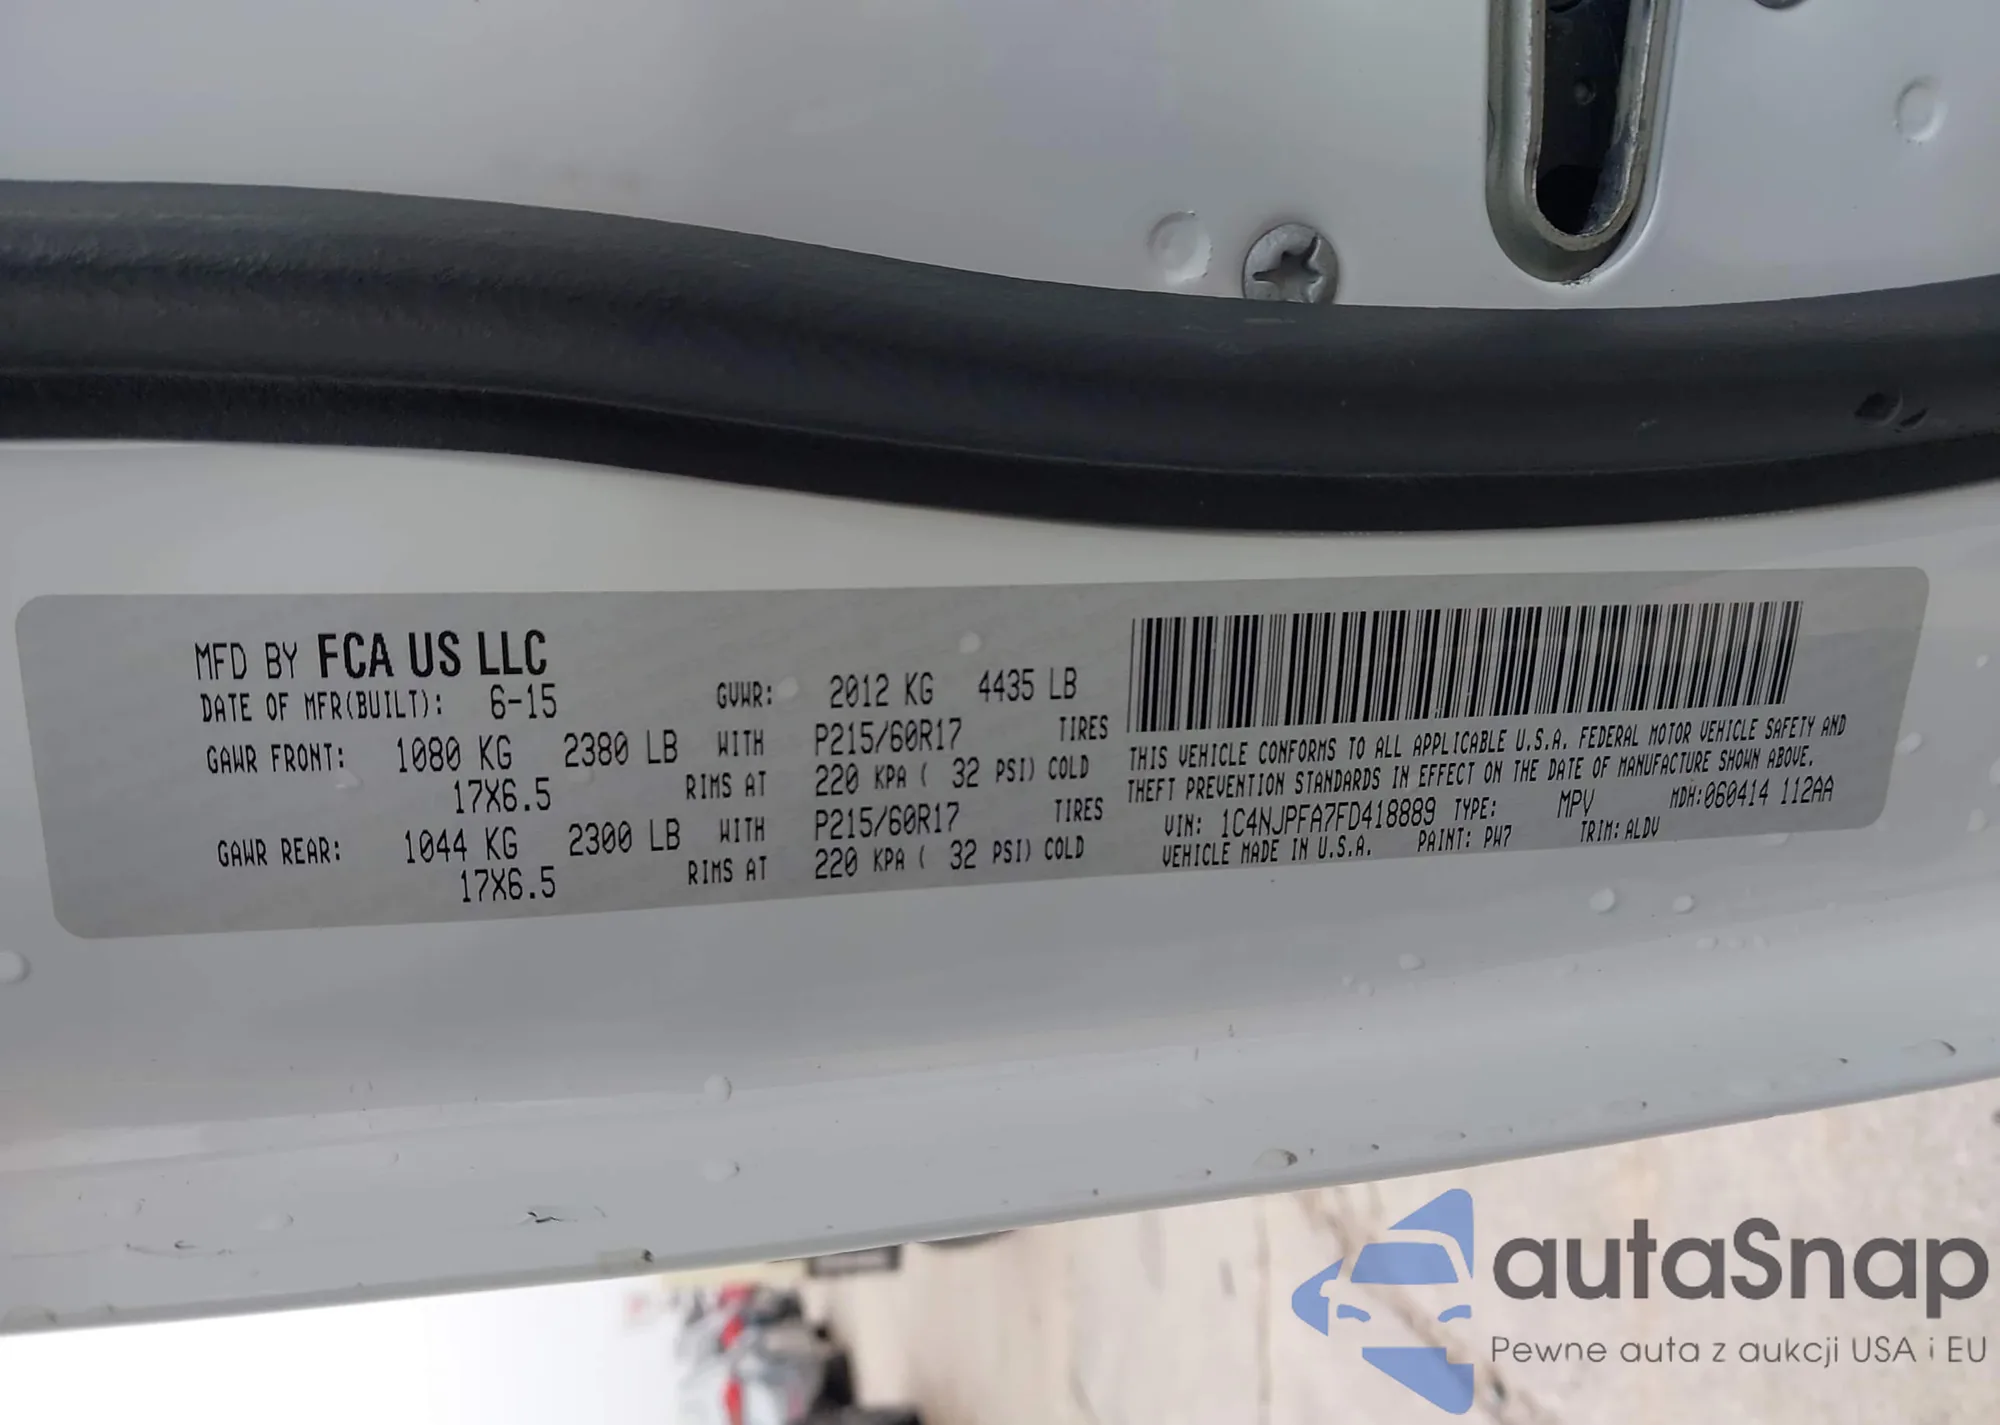 MFD BY FCA US LLC
DATE OF MFR(BUILT): 6-15 GVWR: 2012 KG 4435 LB
GAWR FRONT: 1080 KG 2380 LB WITH P215/60R17 TIRES
17X6.5 RIMS AT 220 KPA ( 32 PSI) COLD
GAWR REAR: 1044 KG 2300 LB WITH P215/60R17 TIRES
17X6.5 RIMS AT 220 KPA ( 32 PSI) COLD
THIS VEHICLE CONFORMS TO ALL APPLICABLE U.S.A. FEDERAL MOTOR VEHICLE SAFETY AND
THEFT PREVENTION STANDARDS IN EFFECT ON THE DATE OF MANUFACTURE SHOWN ABOVE.
VIN: 1C4NJPFA7FD418889 TYPE: MPV MDH:060414 112AA
VEHICLE MADE IN U.S.A. PAINT: PW7 TRIM: ALDV
autaSnap
Pewne auta z aukcji USA i EU